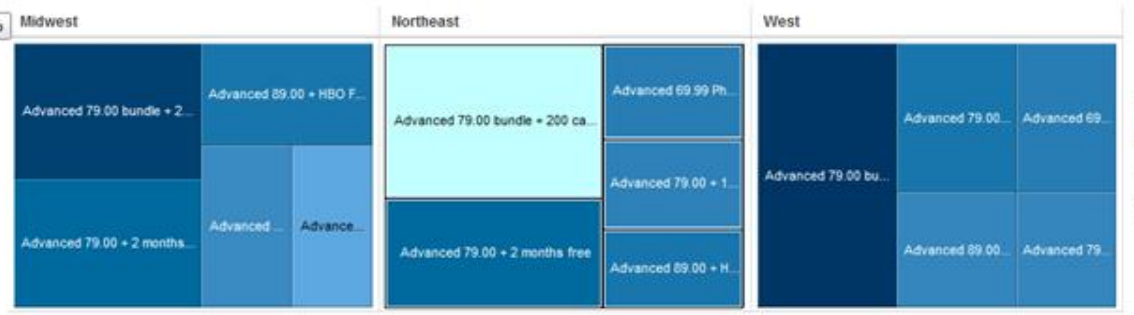 Midwest
Northeast
West
Advanced 79.00 bundle + 2...
Advanced 89.00 + HBO F...
Advanced 79.00 + 2 months...
Advanced ...
Advance...
Advanced 79.00 bundle + 200 ca...
Advanced 69.99 Ph...
Advanced 79.00 + 1...
Advanced 79.00 + 2 months free
Advanced 89.00 + H...
Advanced 79.00 bu...
Advanced 79.00...
Advanced 69...
Advanced 89.00...
Advanced 79...